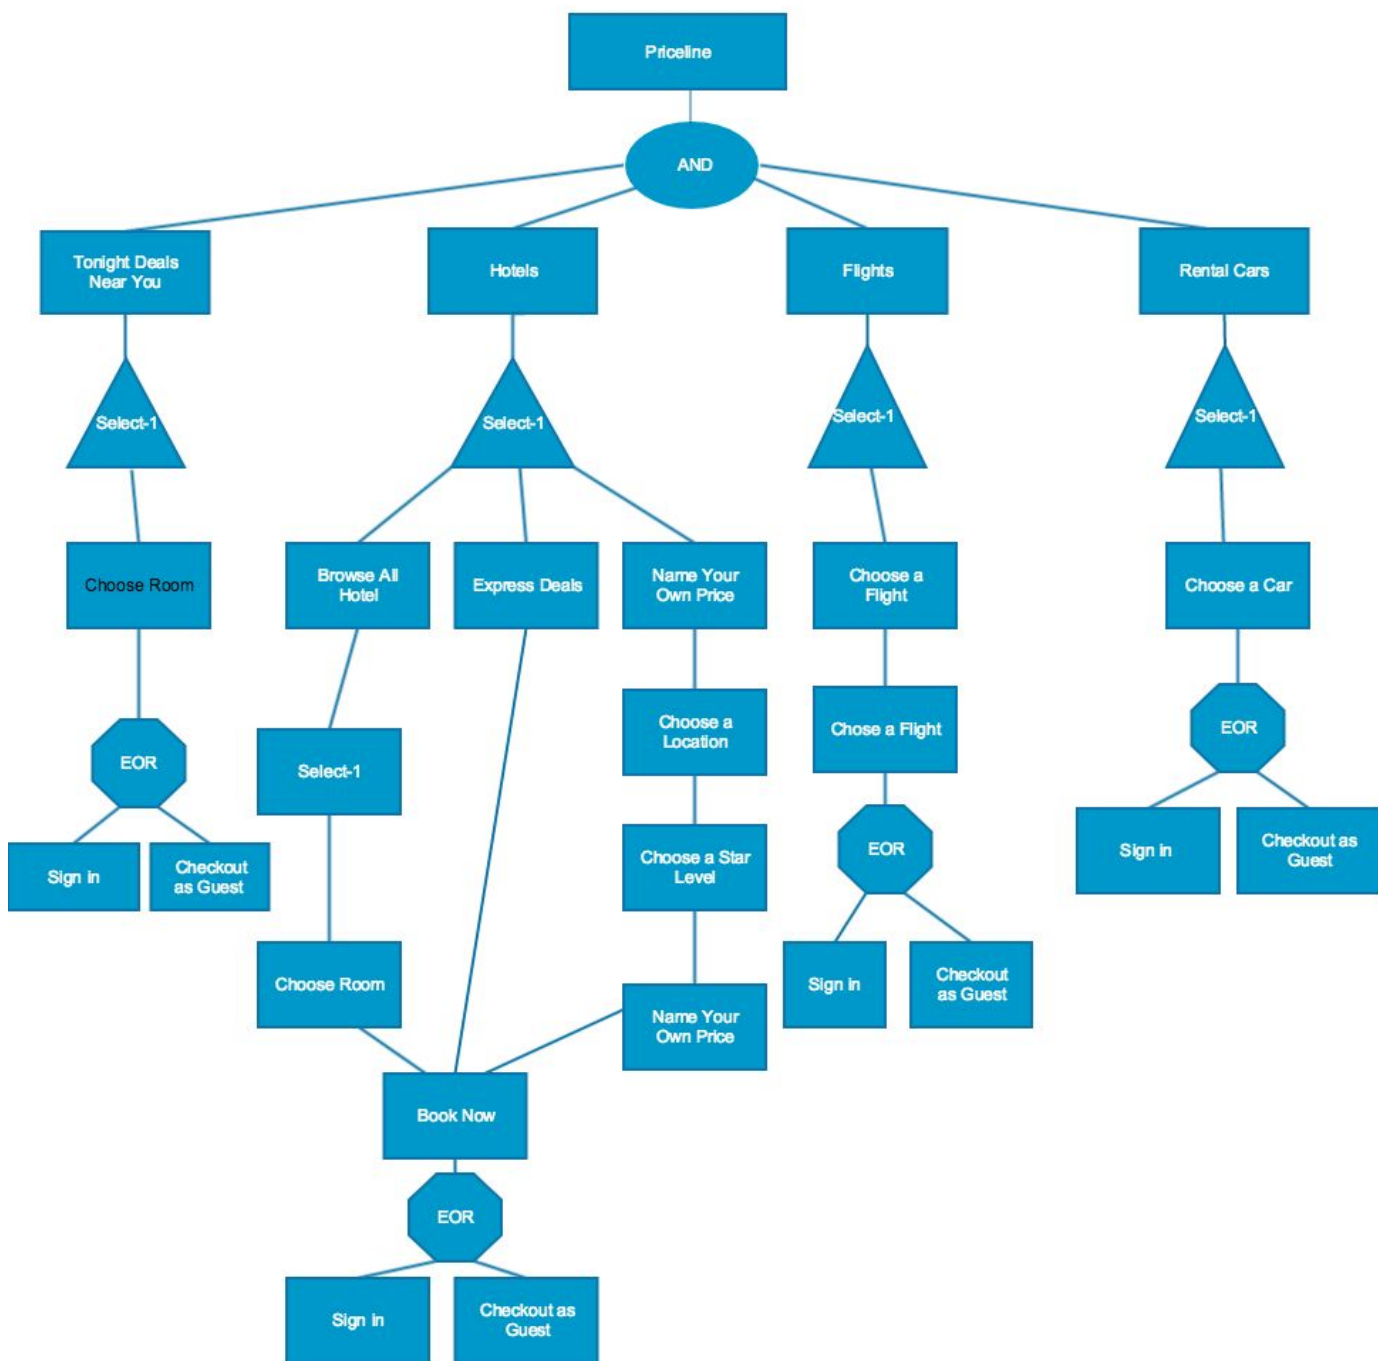 Priceline
AND
Tonight Deals
Near You
Hotels
Flights
Rental Cars
Select-1
Select-1
Select-1
Select-1
Choose Room
Browse All
Hotel
Express Deals
Name Your
Own Price
Choose a
Flight
Choose a Car
Choose a
Location
Chose a Flight
EOR
EOR
Select-1
Choose a Star
Level
EOR
Sign in
Checkout as
Guest
Sign in
Checkout
as Guest
Choose Room
Sign in
Checkout
as Guest
Name Your
Own Price
Book Now
EOR
Sign in
Checkout as
Guest